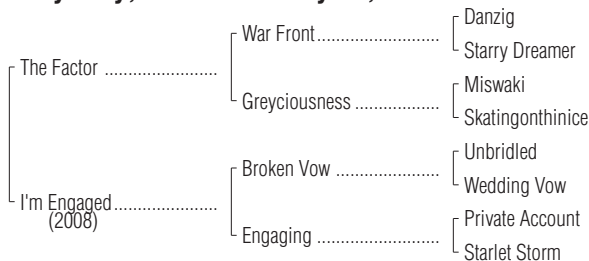 War Front
Danzig
Starry Dreamer
The Factor
Greyciousness
Miswaki
Skatingonthinice
Broken Vow
Unbridled
Wedding Vow
I'm Engaged
(2008)
Engaging
Private Account
Starlet Storm